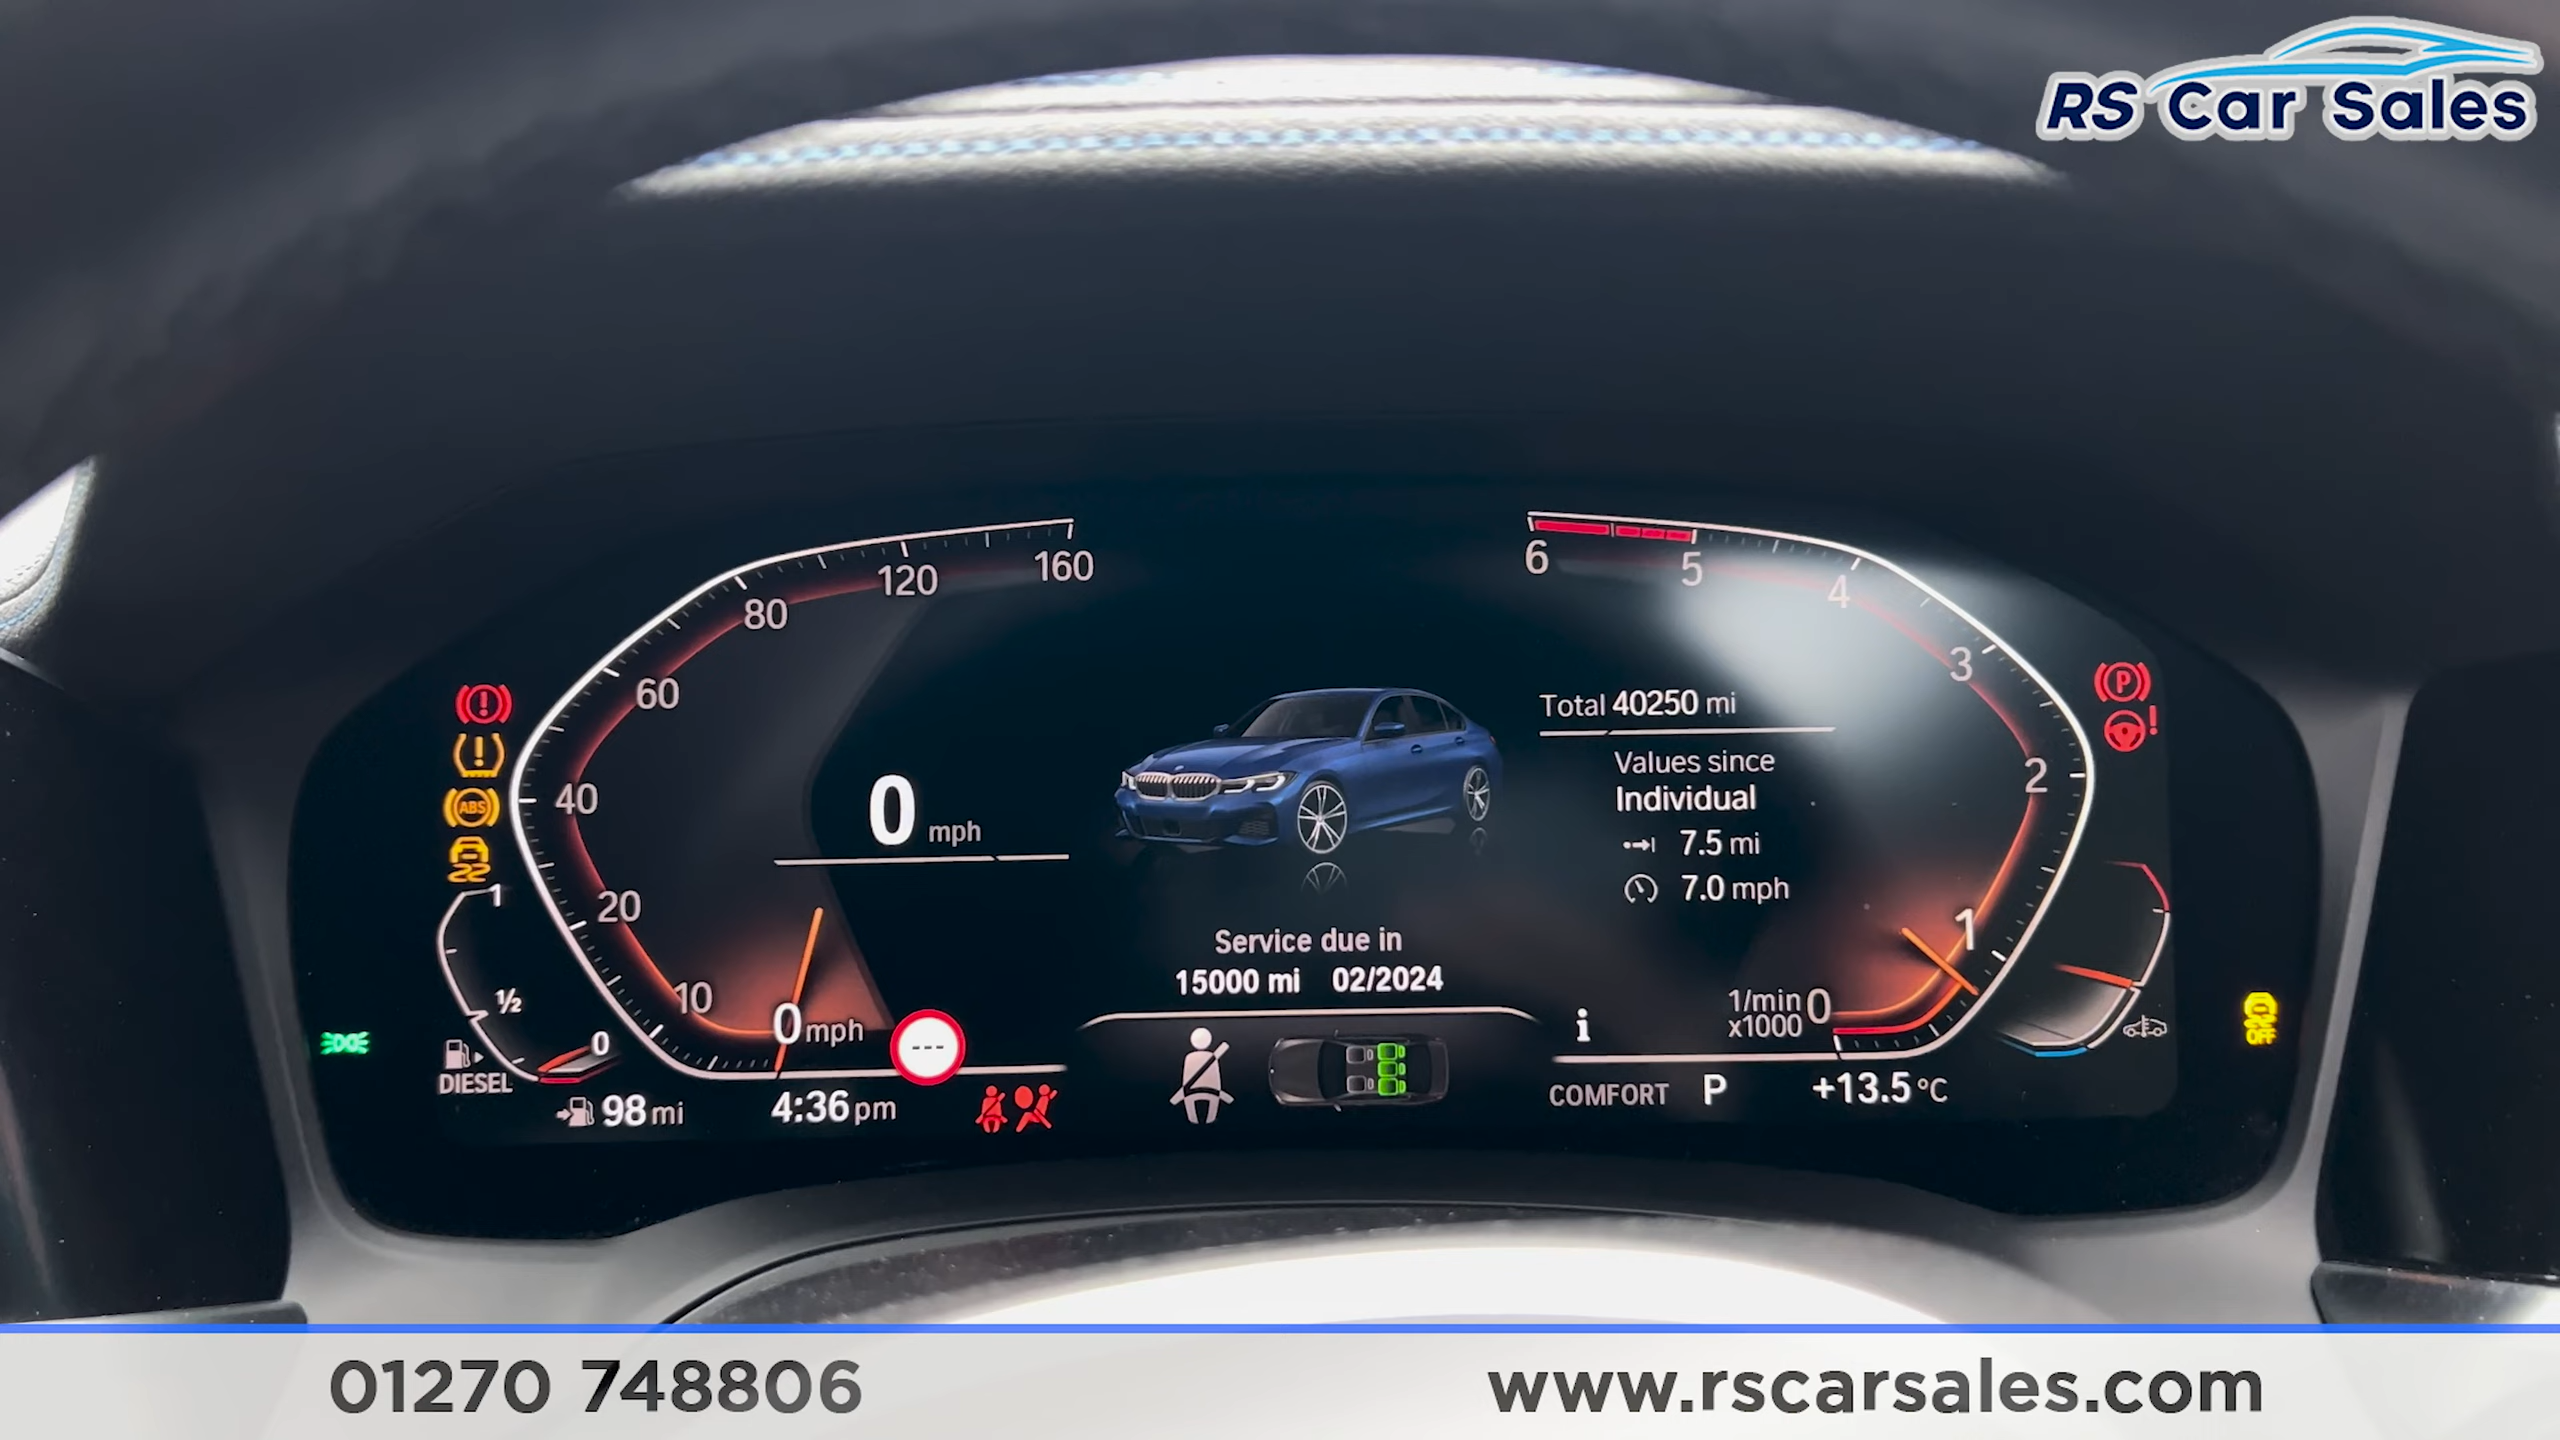 RS Car Sales
160
120
80
60
40
20
10
0 mph
0 mph
6
5
4
3
2
1
0
1/min
x1000
Total 40250 mi
Values since
Individual
7.5 mi
7.0 mph
Service due in
15000 mi 02/2024
ABS
P
1
½
0
DIESEL
98 mi
4:36 pm
---
i
COMFORT P
+13.5 °C
OFF
01270 748806
www.rscarsales.com